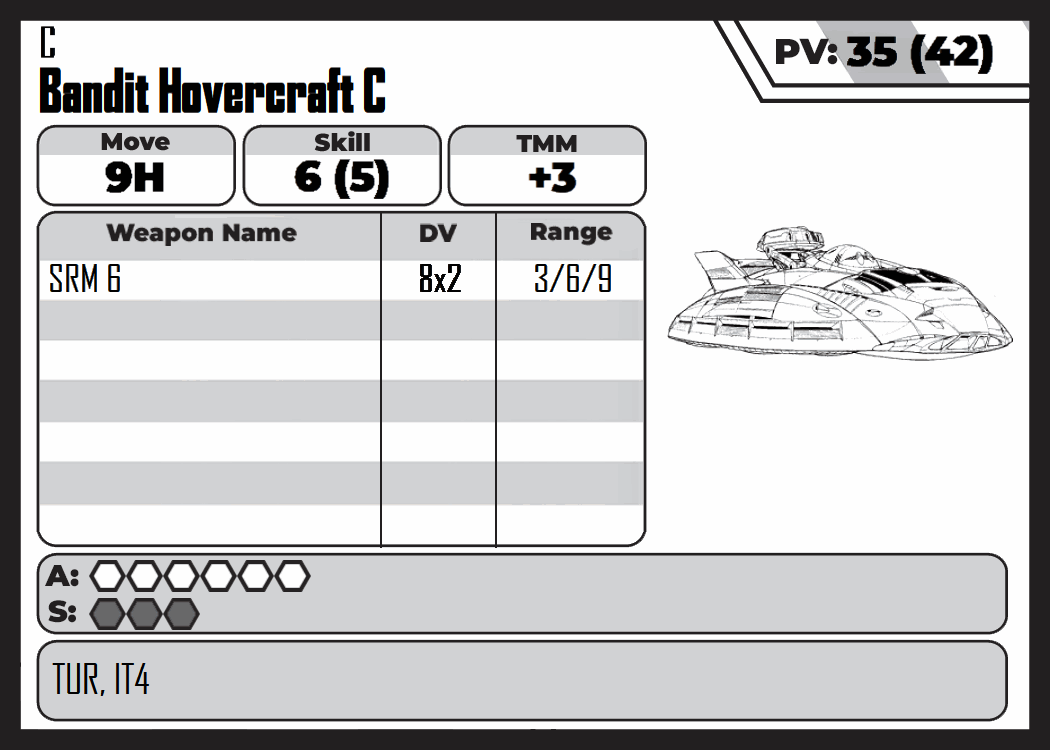 C
Bandit Hovercraft C
PV: 35 (42)
Move Skill TMM
9H 6 (5) +3
Weapon Name DV Range
SRM 6 8x2 3/6/9
A:
S:
TUR, IT4